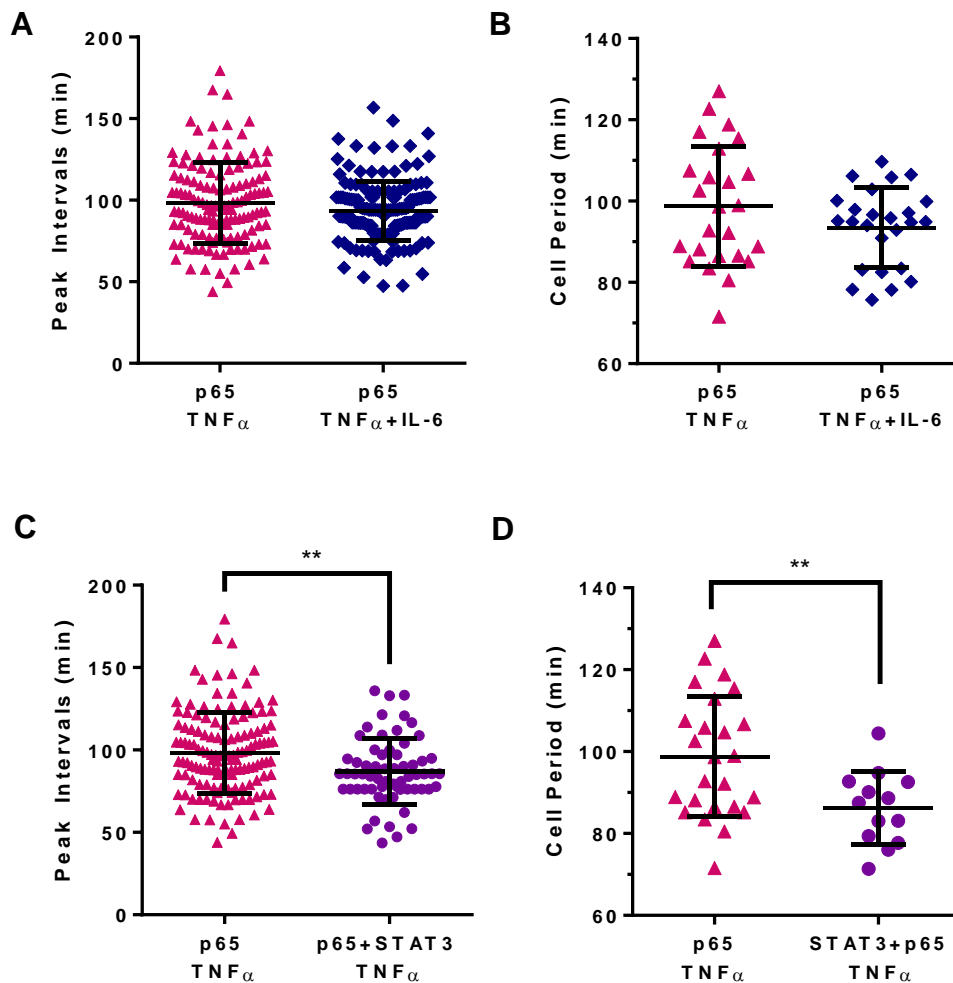 A
Peak Intervals (min)
200
150
100
50
0
p65
TNFα
p65
TNFα+IL-6
B
Cell Period (min)
140
120
100
80
60
p65
TNFα
p65
TNFα+IL-6
C
**
Peak Intervals (min)
200
150
100
50
0
p65
TNFα
p65+STAT3
TNFα
D
**
Cell Period (min)
140
120
100
80
60
p65
TNFα
STAT3+p65
TNFα